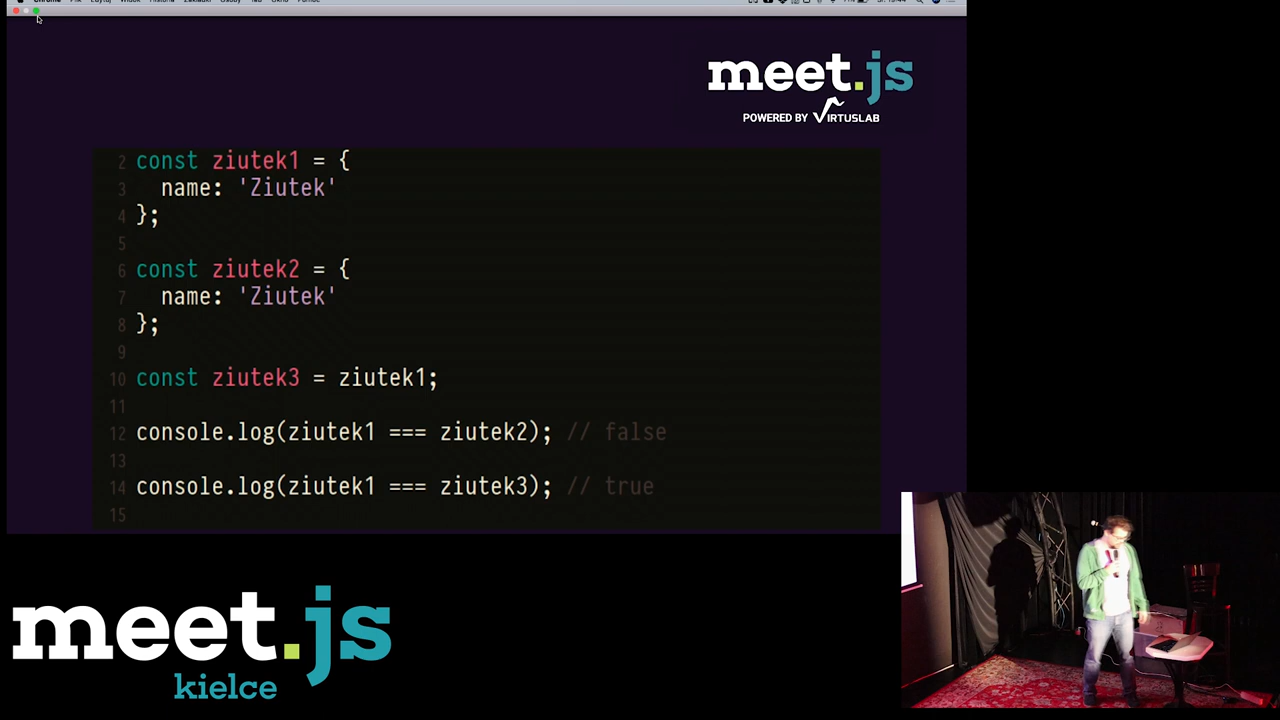 meet.js
POWERED BY VIRTUSLAB
2 const ziutek1 = {
3 name: 'Ziutek'
4 };
5
6 const ziutek2 = {
7 name: 'Ziutek'
8 };
9
10 const ziutek3 = ziutek1;
11
12 console.log(ziutek1 === ziutek2); // false
13
14 console.log(ziutek1 === ziutek3); // true
15
meet.js
kielce